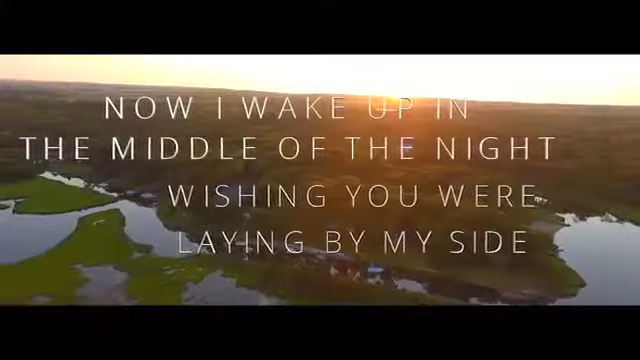 NOW I WAKE UP IN
THE MIDDLE OF THE NIGHT
WISHING YOU WERE
LAYING BY MY SIDE